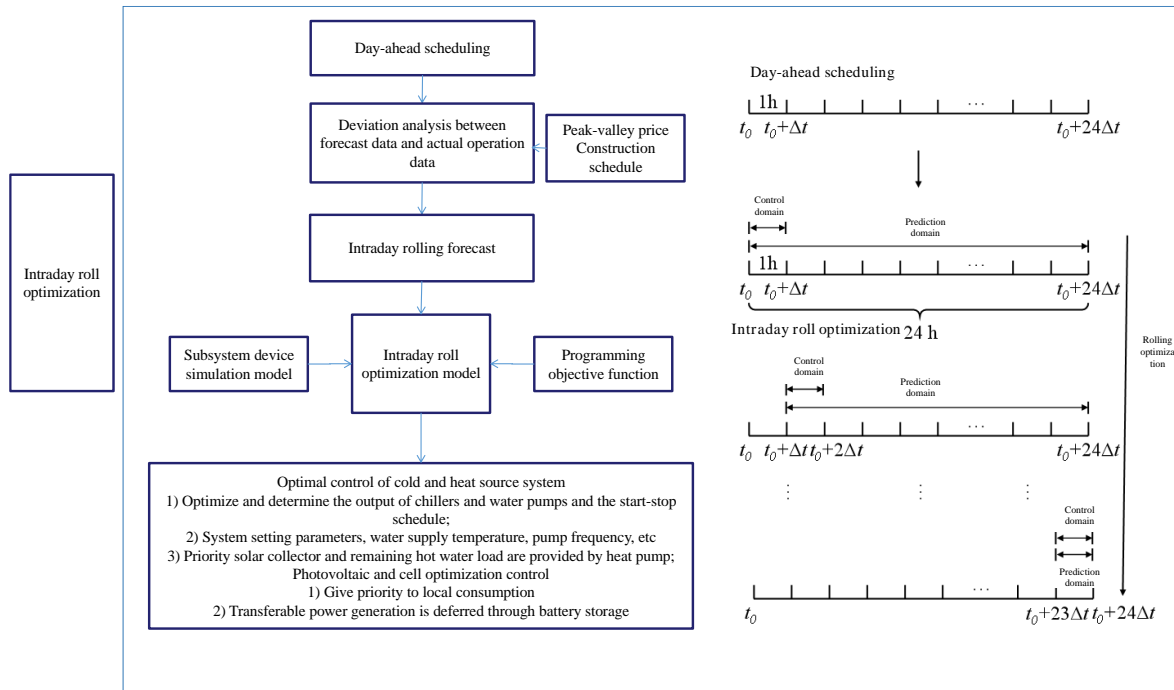 Intraday roll
optimization
Day-ahead scheduling
Deviation analysis between
forecast data and actual operation
data
Peak-valley price
Construction
schedule
Intraday rolling forecast
Subsystem device
simulation model
Intraday roll
optimization model
Programming
objective function
Optimal control of cold and heat source system
1) Optimize and determine the output of chillers and water pumps and the start-stop
schedule;
2) System setting parameters, water supply temperature, pump frequency, etc
3) Priority solar collector and remaining hot water load are provided by heat pump;
Photovoltaic and cell optimization control
1) Give priority to local consumption
2) Transferable power generation is deferred through battery storage
Day-ahead scheduling
1h
...
t0 t0+Δt t0+24Δt
Control
domain
Prediction
domain
1h
...
t0 t0+Δt t0+24Δt
Intraday roll optimization 24 h
Control
domain
Prediction
domain
...
t0 t0+Δt t0+2Δt t0+24Δt
Rolling
optimiza
tion
Control
domain
Prediction
domain
...
t0 t0+23Δt t0+24Δt